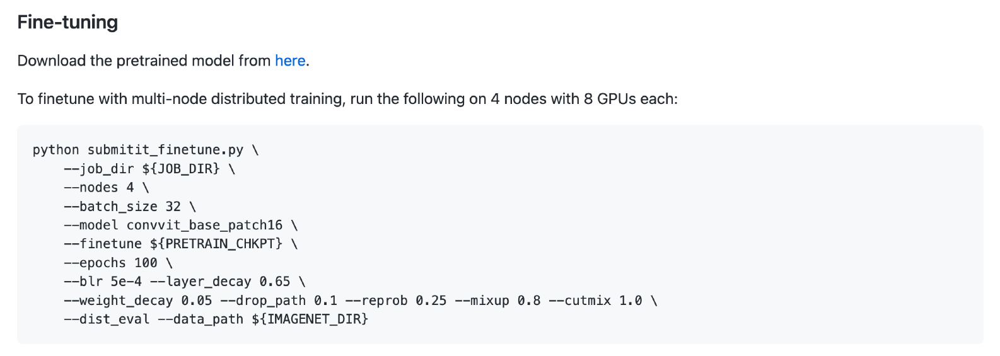 Fine-tuning
Download the pretrained model from here.
To finetune with multi-node distributed training, run the following on 4 nodes with 8 GPUs each:
python submitit_finetune.py \
    --job_dir ${JOB_DIR} \
    --nodes 4 \
    --batch_size 32 \
    --model convvit_base_patch16 \
    --finetune ${PRETRAIN_CHKPT} \
    --epochs 100 \
    --blr 5e-4 --layer_decay 0.65 \
    --weight_decay 0.05 --drop_path 0.1 --reprob 0.25 --mixup 0.8 --cutmix 1.0 \
    --dist_eval --data_path ${IMAGENET_DIR}